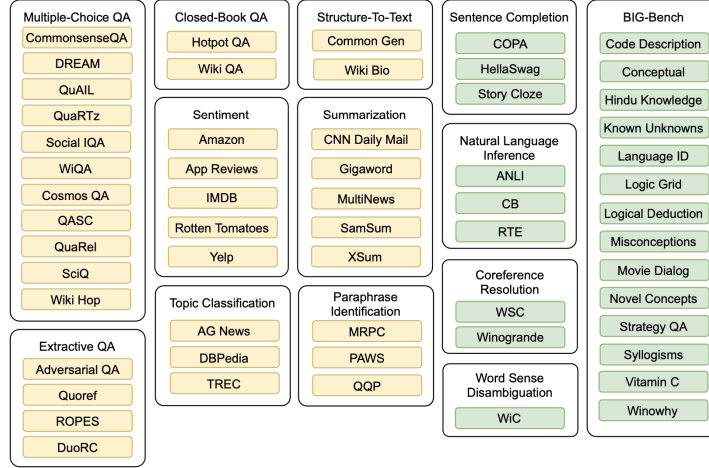 Multiple-Choice QA
CommonsenseQA
DREAM
QuAIL
QuaRTz
Social IQA
WiQA
Cosmos QA
QASC
QuaRel
SciQ
Wiki Hop
Extractive QA
Adversarial QA
Quoref
ROPES
DuoRC
Closed-Book QA
Hotpot QA
Wiki QA
Sentiment
Amazon
App Reviews
IMDB
Rotten Tomatoes
Yelp
Topic Classification
AG News
DBPedia
TREC
Structure-To-Text
Common Gen
Wiki Bio
Summarization
CNN Daily Mail
Gigaword
MultiNews
SamSum
XSum
Paraphrase
Identification
MRPC
PAWS
QQP
Sentence Completion
COPA
HellaSwag
Story Cloze
Natural Language
Inference
ANLI
CB
RTE
Coreference
Resolution
WSC
Winogrande
Word Sense
Disambiguation
WiC
BIG-Bench
Code Description
Conceptual
Hindu Knowledge
Known Unknowns
Language ID
Logic Grid
Logical Deduction
Misconceptions
Movie Dialog
Novel Concepts
Strategy QA
Syllogisms
Vitamin C
Winowhy